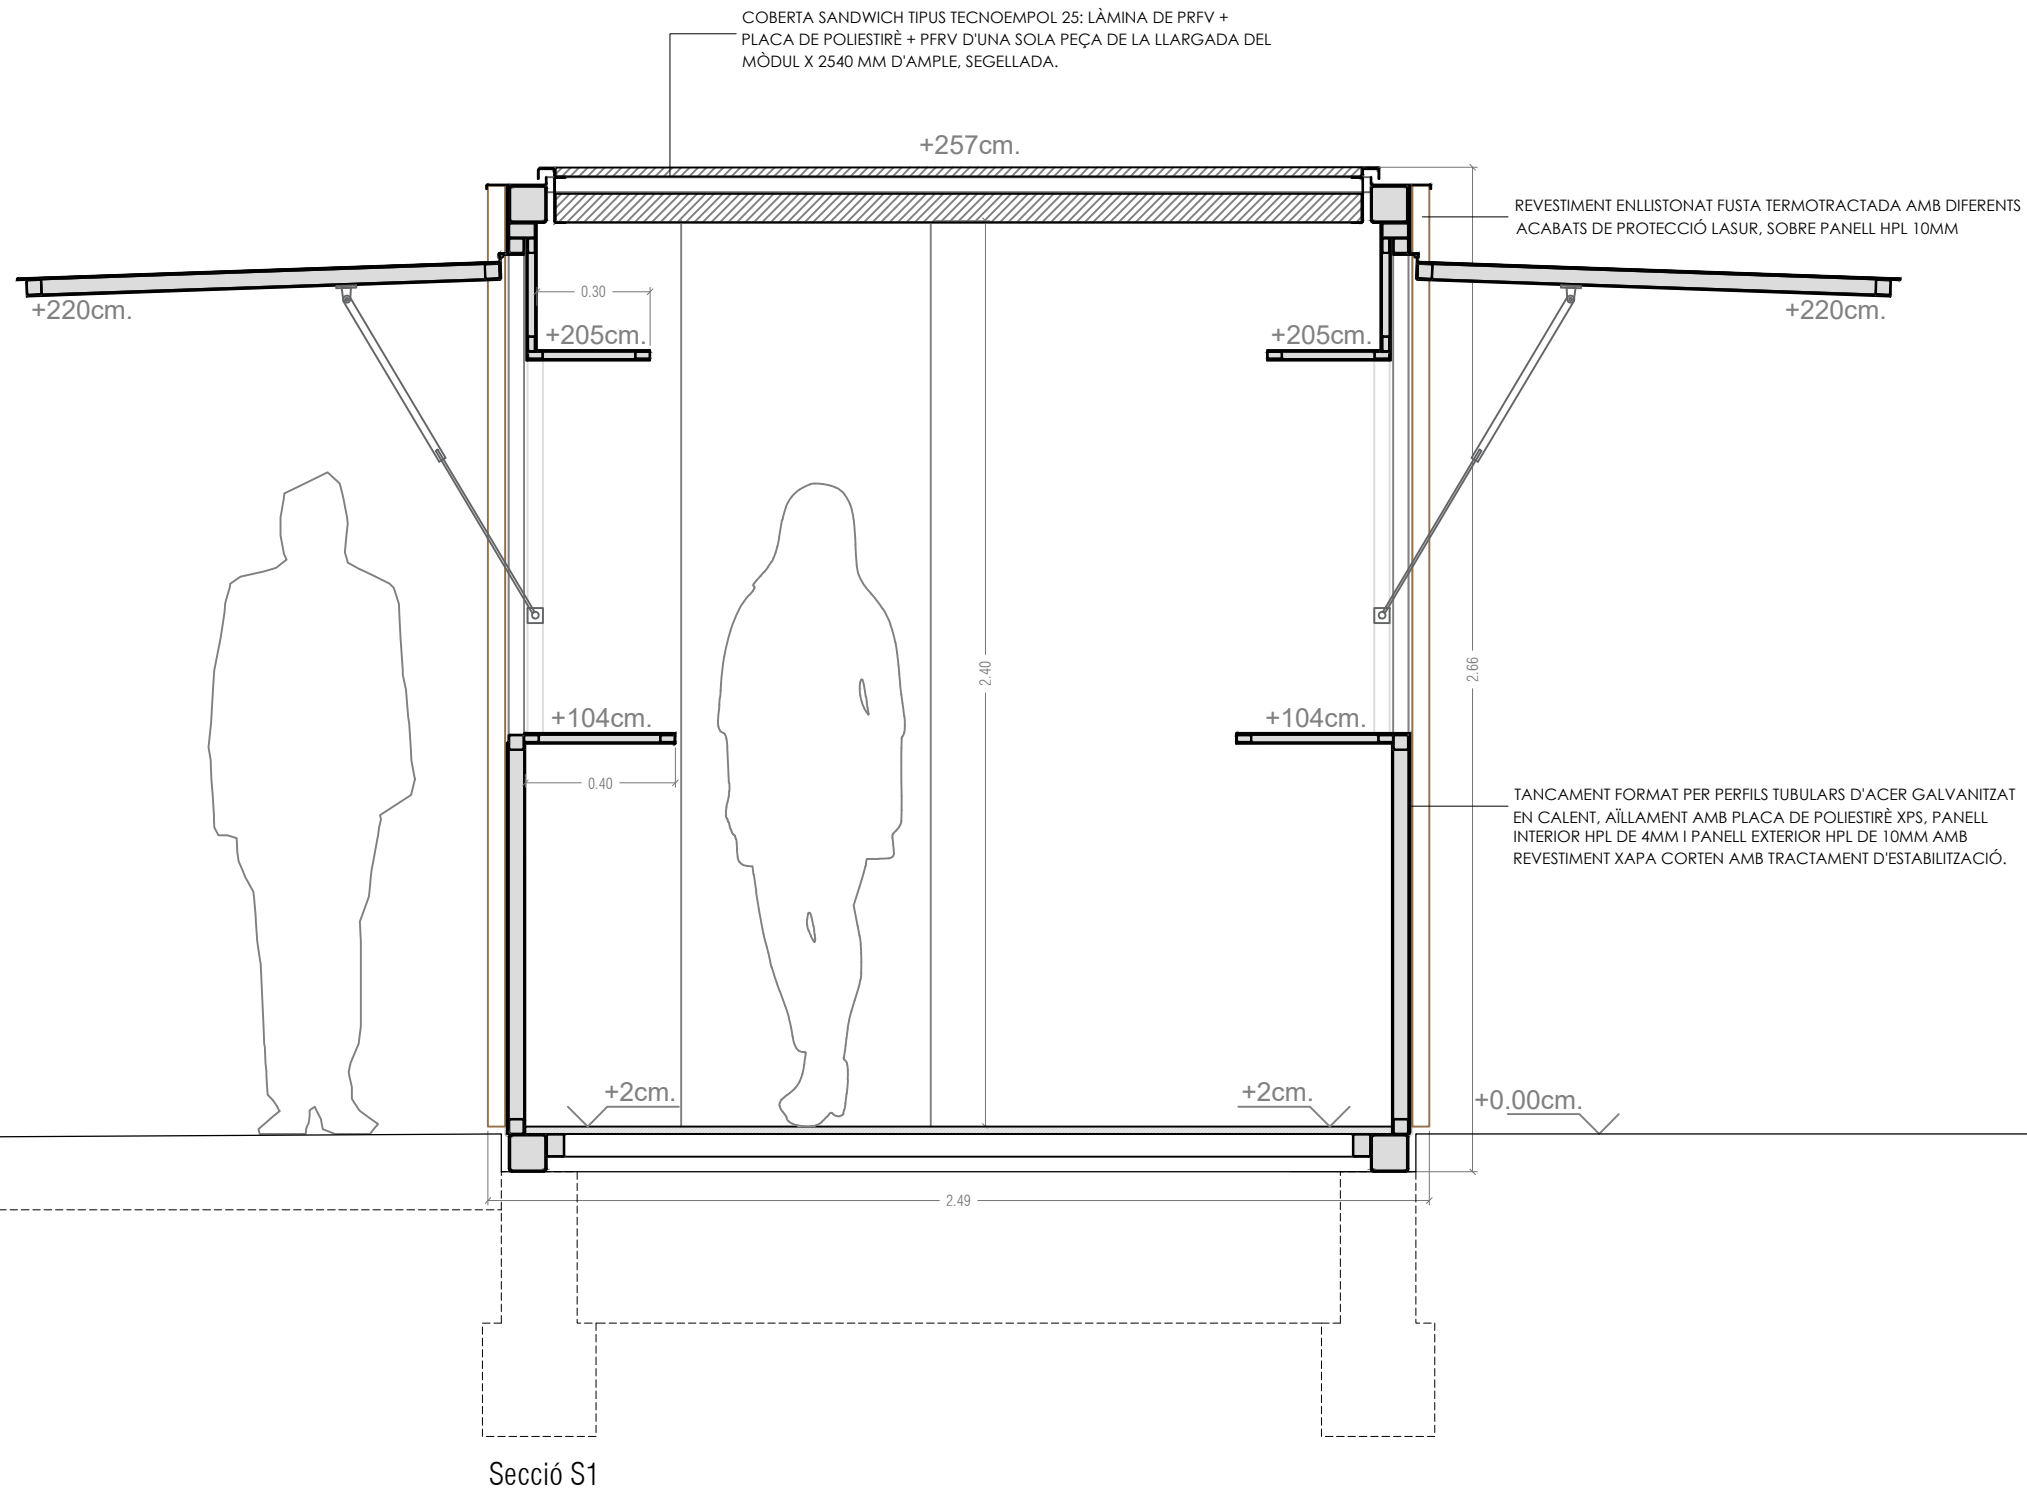 COBERTA SANDWICH TIPUS TECNOEMPOL 25: LÀMINA DE PRFV +
PLACA DE POLIESTIRÈ + PFRV D'UNA SOLA PEÇA DE LA LLARGADA DEL
MÒDUL X 2540 MM D'AMPLE, SEGELLADA.
+257cm.
REVESTIMENT ENLLISTONAT FUSTA TERMOTRACTADA AMB DIFERENTS
ACABATS DE PROTECCIÓ LASUR, SOBRE PANELL HPL 10MM
+220cm.
0.30
+220cm.
+205cm.
+205cm.
2.40
2.66
+104cm.
+104cm.
0.40
TANCAMENT FORMAT PER PERFILS TUBULARS D'ACER GALVANITZAT
EN CALENT, AÏLLAMENT AMB PLACA DE POLIESTIRÈ XPS, PANELL
INTERIOR HPL DE 4MM I PANELL EXTERIOR HPL DE 10MM AMB
REVESTIMENT XAPA CORTEN AMB TRACTAMENT D'ESTABILITZACIÓ.
+2cm.
+2cm.
+0.00cm.
2.49
Secció S1